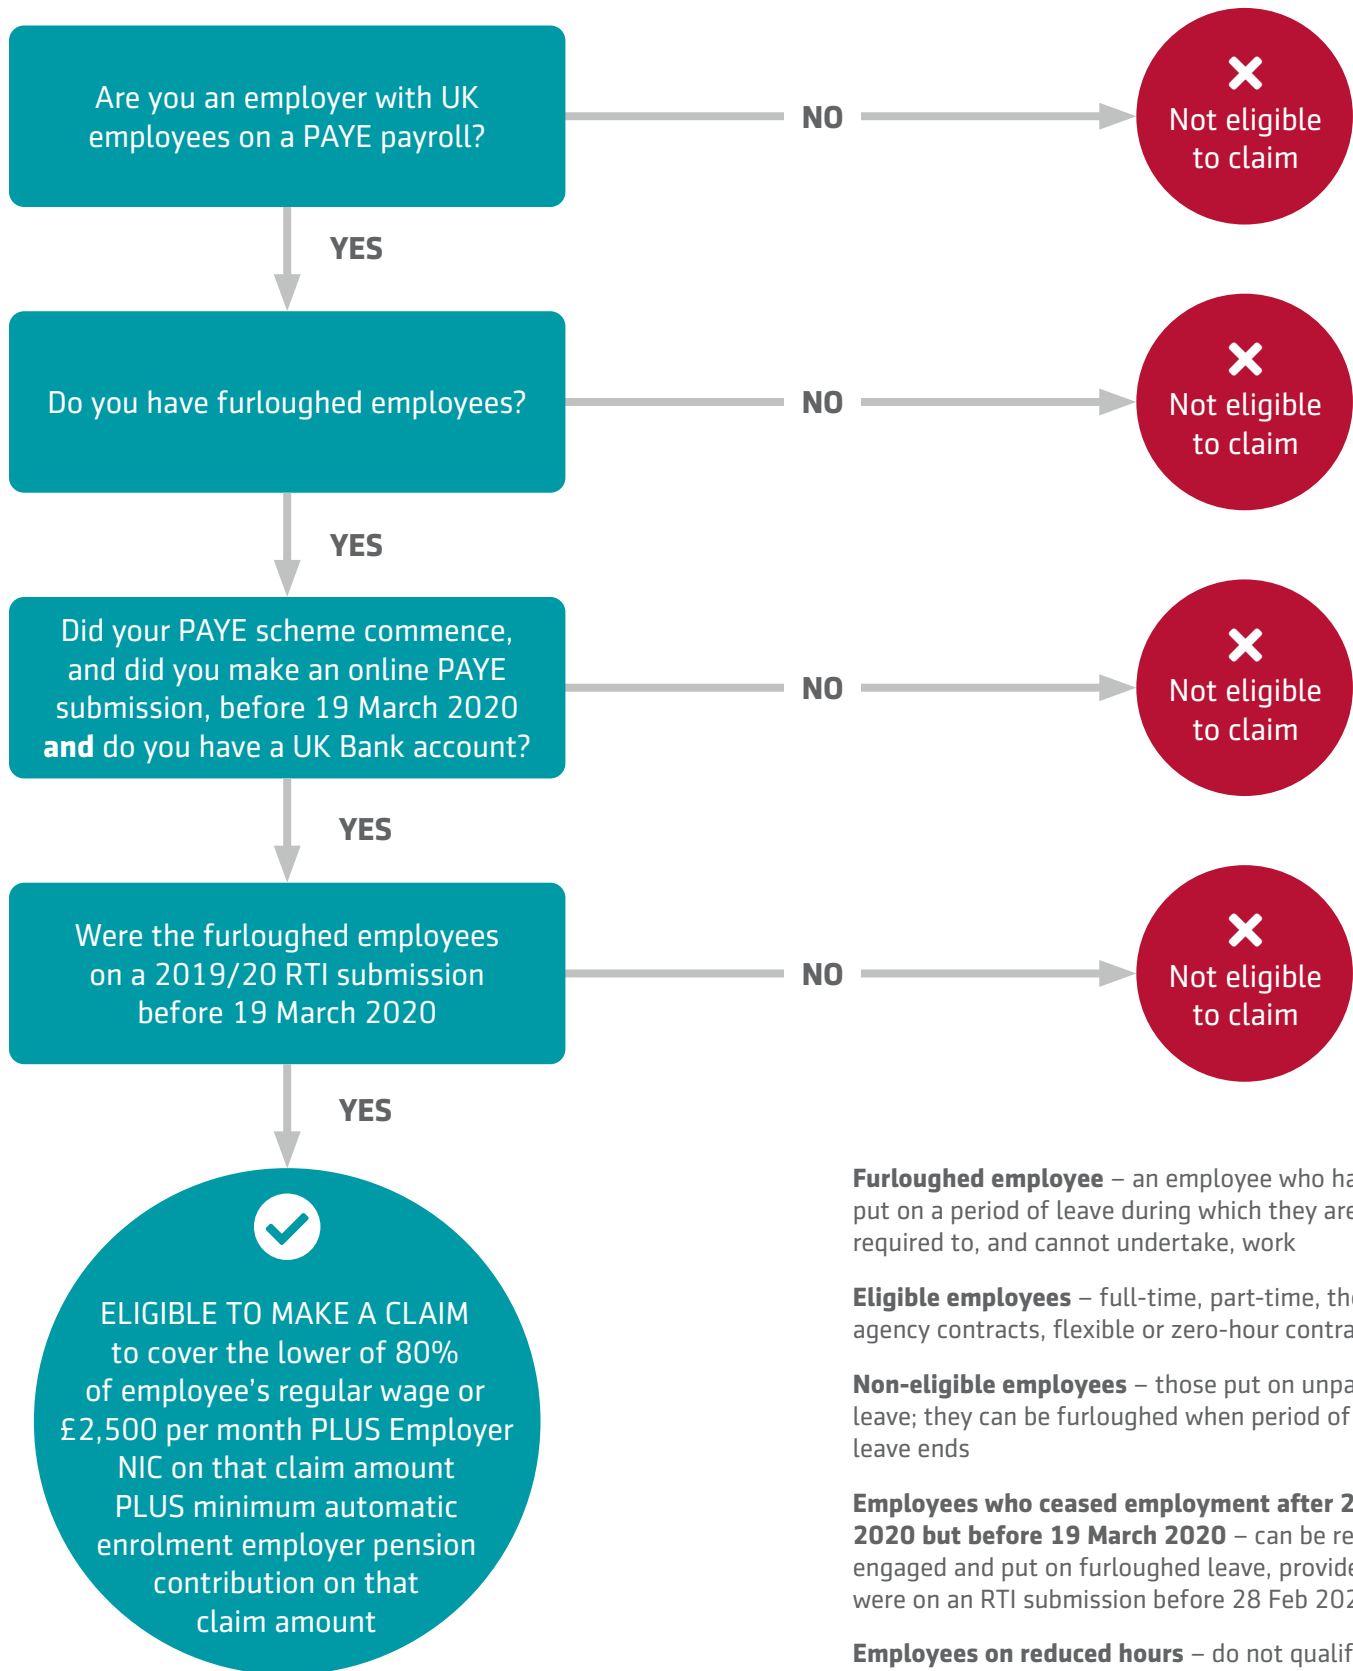 Are you an employer with UK
employees on a PAYE payroll?
NO
Not eligible
to claim
YES
Do you have furloughed employees?
NO
Not eligible
to claim
YES
Did your PAYE scheme commence,
and did you make an online PAYE
submission, before 19 March 2020
and do you have a UK Bank account?
NO
Not eligible
to claim
YES
Were the furloughed employees
on a 2019/20 RTI submission
before 19 March 2020
NO
Not eligible
to claim
YES
ELIGIBLE TO MAKE A CLAIM
to cover the lower of 80%
of employee’s regular wage or
£2,500 per month PLUS Employer
NIC on that claim amount
PLUS minimum automatic
enrolment employer pension
contribution on that
claim amount
Furloughed employee – an employee who
put on a period of leave during which they are
required to, and cannot undertake, work
Eligible employees – full-time, part-time,
agency contracts, flexible or zero-hour
Non-eligible employees – those put on
leave; they can be furloughed when period of
leave ends
Employees who ceased employment after
2020 but before 19 March 2020 – can be
engaged and put on furloughed leave,
were on an RTI submission before 28 Feb
Employees on reduced hours – do not